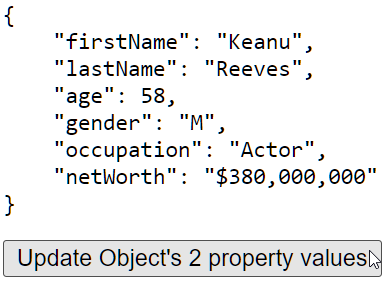 {
    "firstName": "Keanu",
    "lastName": "Reeves",
    "age": 58,
    "gender": "M",
    "occupation": "Actor",
    "netWorth": "$380,000,000"
}
Update Object's 2 property values